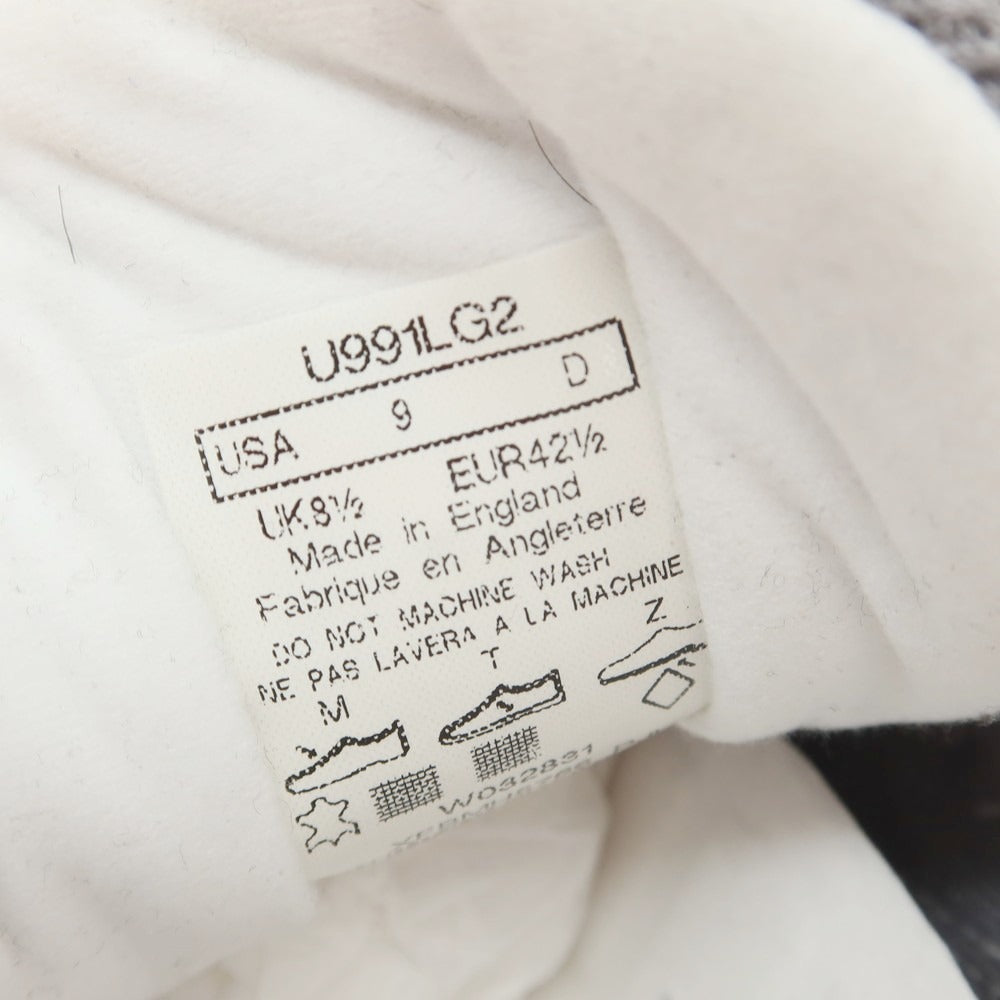 U991LG2
USA 9 D
UK8½ EUR42½
Made in England
Fabrique en Angleterre
DO NOT MACHINE WASH
NE PAS LAVERA A LA MACHINE
M T Z
W032831